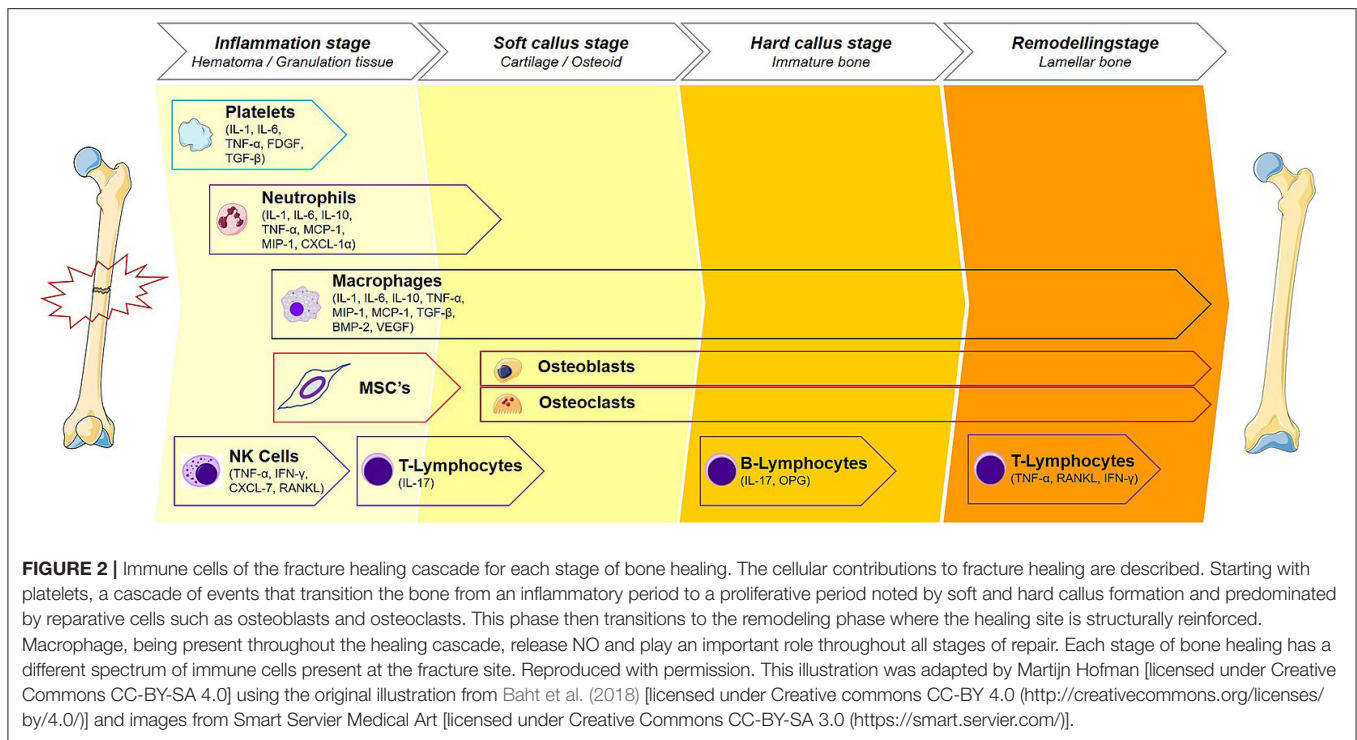 Inflammation stage
Hematoma / Granulation tissue
Soft callus stage
Cartilage / Osteoid
Hard callus stage
Immature bone
Remodellingstage
Lamellar bone
Platelets
(IL-1, IL-6,
TNF-α, FDGF,
TGF-β)
Neutrophils
(IL-1, IL-6, IL-10,
TNF-α, MCP-1,
MIP-1, CXCL-1α)
Macrophages
(IL-1, IL-6, IL-10, TNF-α,
MIP-1, MCP-1, TGF-β,
BMP-2, VEGF)
MSC's
Osteoblasts
Osteoclasts
NK Cells
(TNF-α, IFN-γ,
CXCL-7, RANKL)
T-Lymphocytes
(IL-17)
B-Lymphocytes
(IL-17, OPG)
T-Lymphocytes
(TNF-α, RANKL, IFN-γ)
FIGURE 2 | Immune cells of the fracture healing cascade for each stage of bone healing. The cellular contributions to fracture healing are described. Starting with
platelets, a cascade of events that transition the bone from an inflammatory period to a proliferative period noted by soft and hard callus formation and predominated
by reparative cells such as osteoblasts and osteoclasts. This phase then transitions to the remodeling phase where the healing site is structurally reinforced.
Macrophage, being present throughout the healing cascade, release NO and play an important role throughout all stages of repair. Each stage of bone healing has a
different spectrum of immune cells present at the fracture site. Reproduced with permission. This illustration was adapted by Martijn Hofman [licensed under Creative
Commons CC-BY-SA 4.0] using the original illustration from Baht et al. (2018) [licensed under Creative commons CC-BY 4.0 (http://creativecommons.org/licenses/
by/4.0/)] and images from Smart Servier Medical Art [licensed under Creative Commons CC-BY-SA 3.0 (https://smart.servier.com/)].